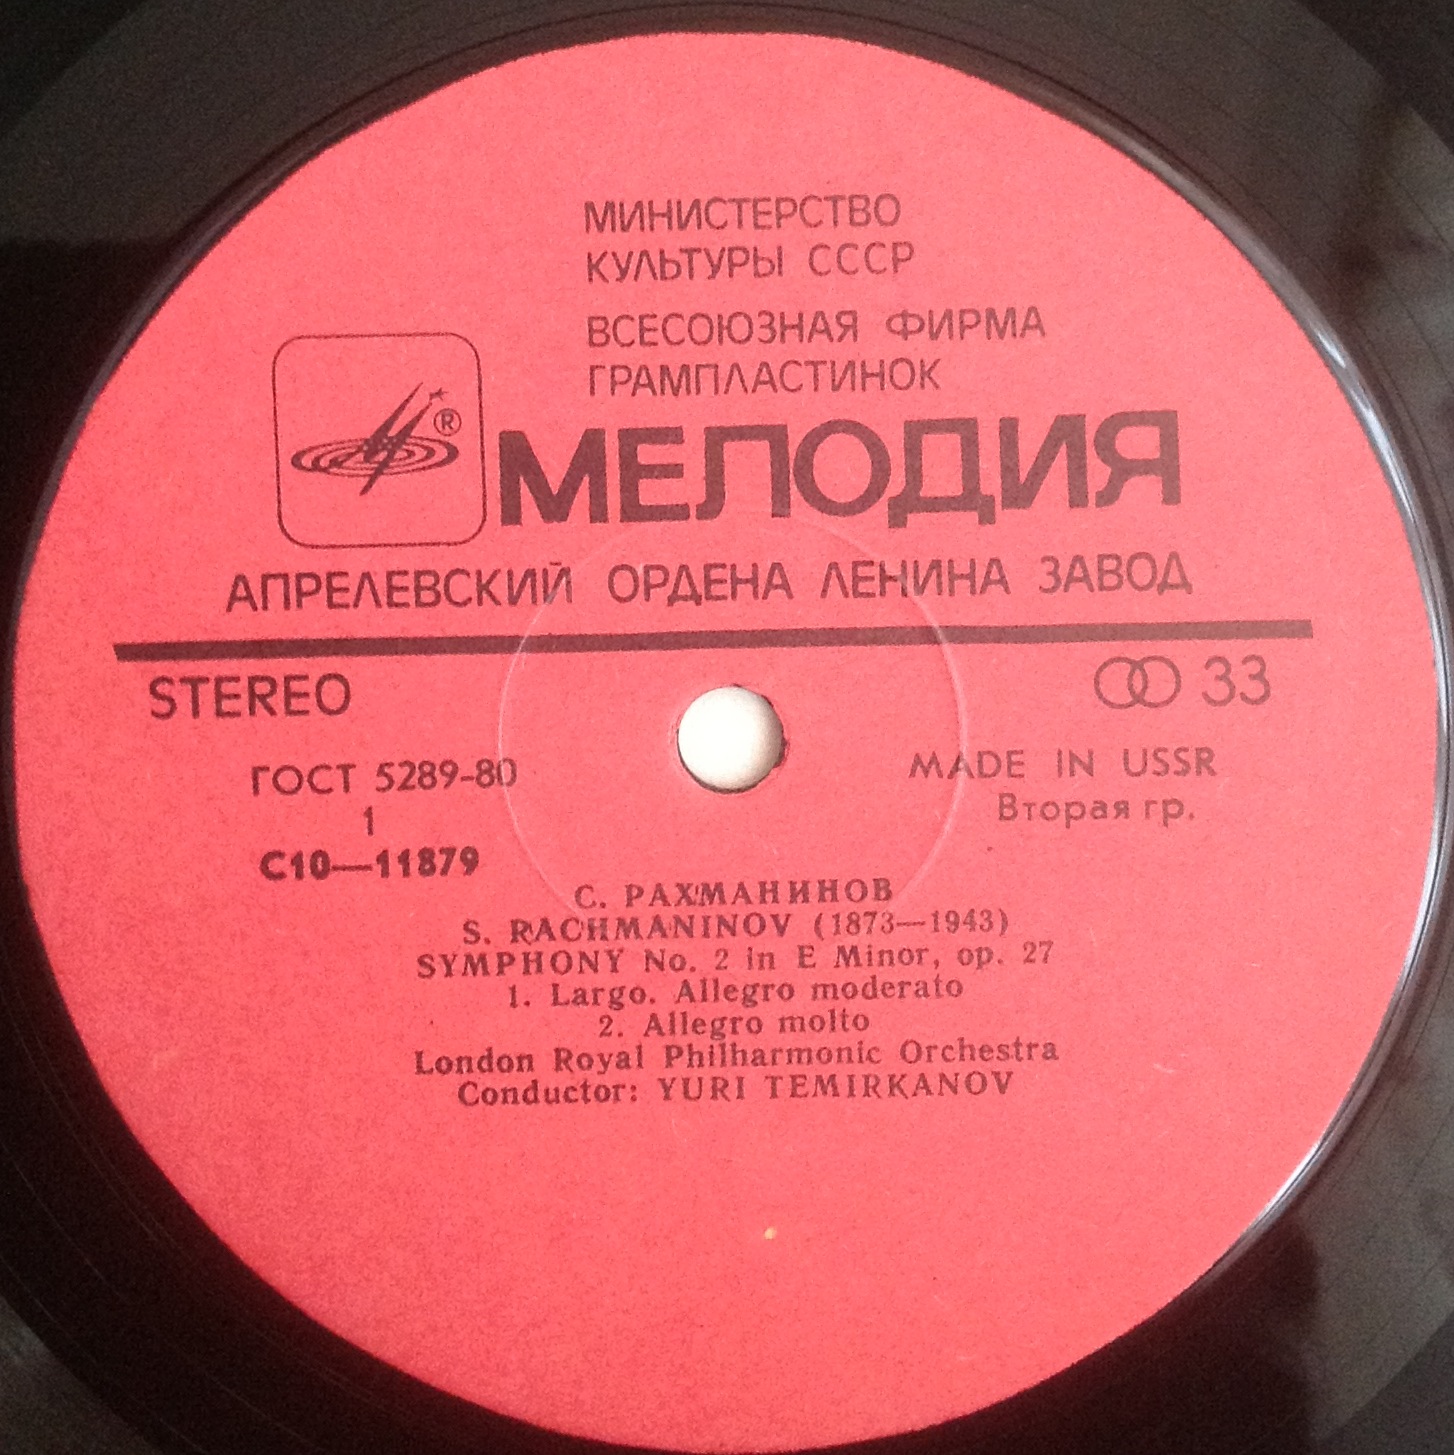 МИНИСТЕРСТВО
КУЛЬТУРЫ СССР
ВСЕСОЮЗНАЯ ФИРМА
ГРАМПЛАСТИНОК
®
МЕЛОДИЯ
АПРЕЛЕВСКИЙ ОРДЕНА ЛЕНИНА ЗАВОД
STEREO
33
ГОСТ 5289-80
MADE IN USSR
1
Вторая гр.
С10—11879
С. РАХМАНИНОВ
S. RACHMANINOV (1873—1943)
SYMPHONY No. 2 in E Minor, op. 27
1. Largo. Allegro moderato
2. Allegro molto
London Royal Philharmonic Orchestra
Conductor: YURI TEMIRKANOV